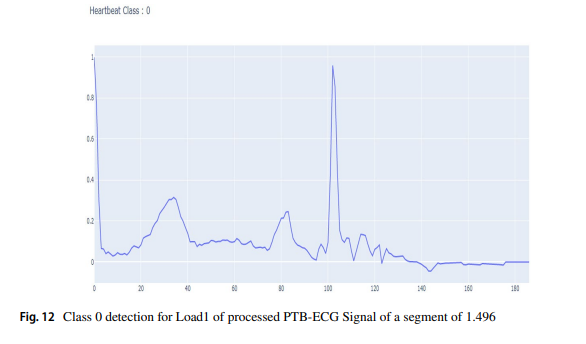 Heartbeat Class : 0
1
0.8
0.6
0.4
0.2
0
0 20 40 60 80 100 120 140 160 180
Fig. 12 Class 0 detection for Load1 of processed PTB-ECG Signal of a segment of 1.496